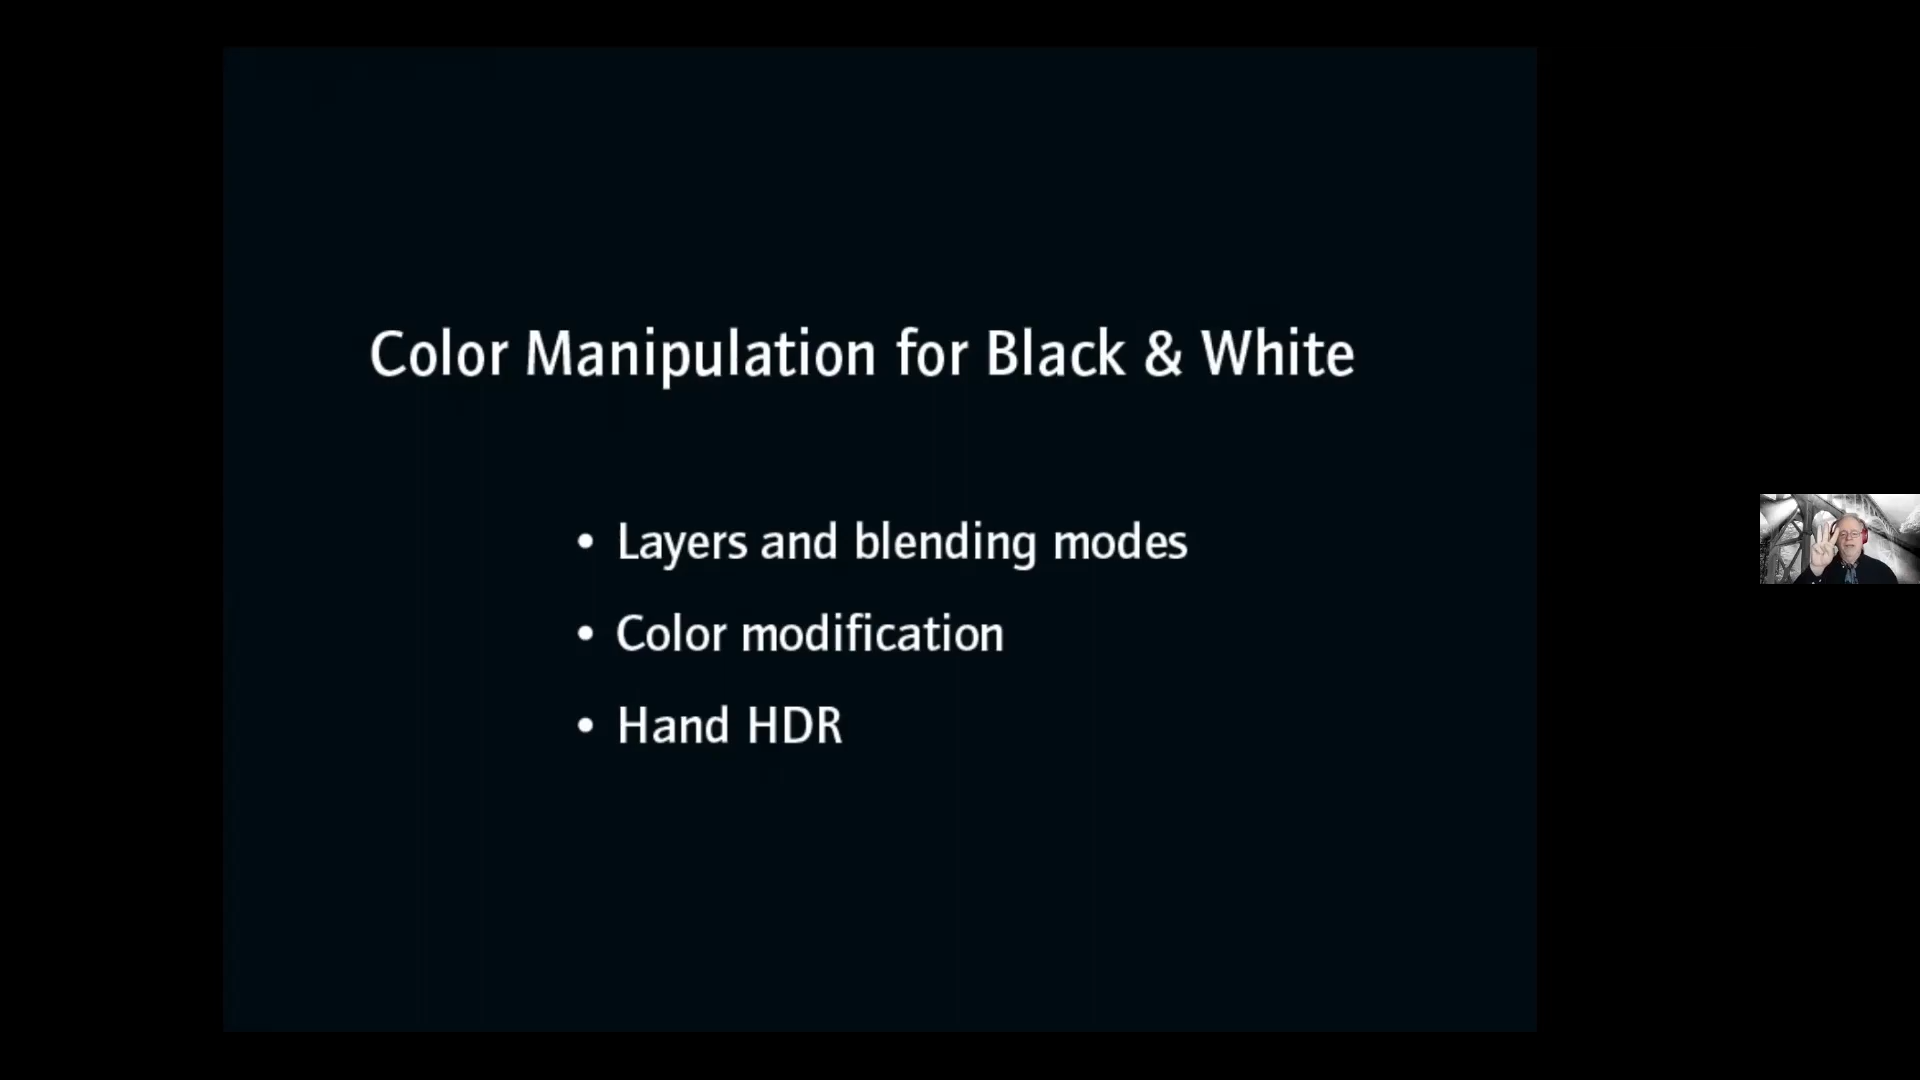 Color Manipulation for Black & White
• Layers and blending modes
• Color modification
• Hand HDR